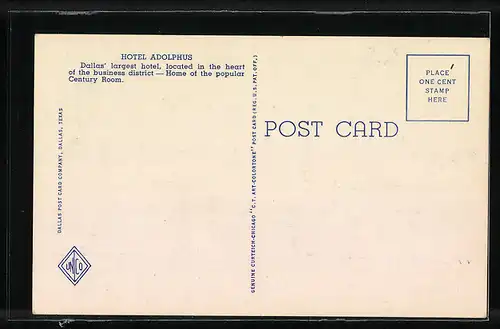 HOTEL ADOLPHUS
Dallas' largest hotel, located in the heart
of the business district — Home of the popular
Century Room.
DALLAS POST CARD COMPANY, DALLAS, TEXAS
UNCO
GENUINE CURTEICH-CHICAGO "C.T. ART-COLORTONE" POST CARD (REG. U.S. PAT. OFF.)
POST CARD
PLACE
ONE CENT
STAMP
HERE